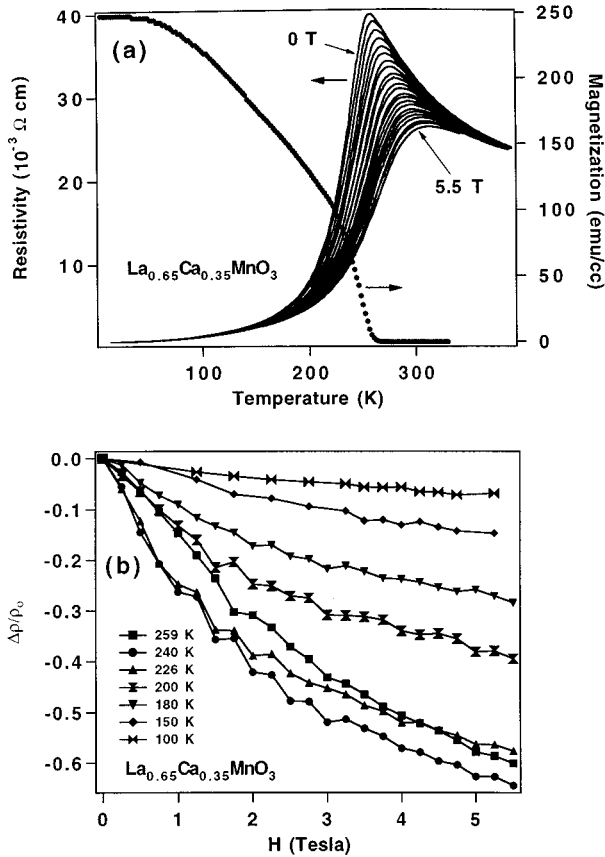 (a)
0 T
5.5 T
La0.65Ca0.35MnO3
Resistivity (10-3 Ω cm)
40
30
20
10
Magnetization (emu/cc)
250
200
150
100
50
0
100
200
300
Temperature (K)
(b)
0.0
-0.1
-0.2
-0.3
-0.4
-0.5
-0.6
Δρ/ρo
259 K
240 K
226 K
200 K
180 K
150 K
100 K
La0.65Ca0.35MnO3
0
1
2
3
4
5
H (Tesla)